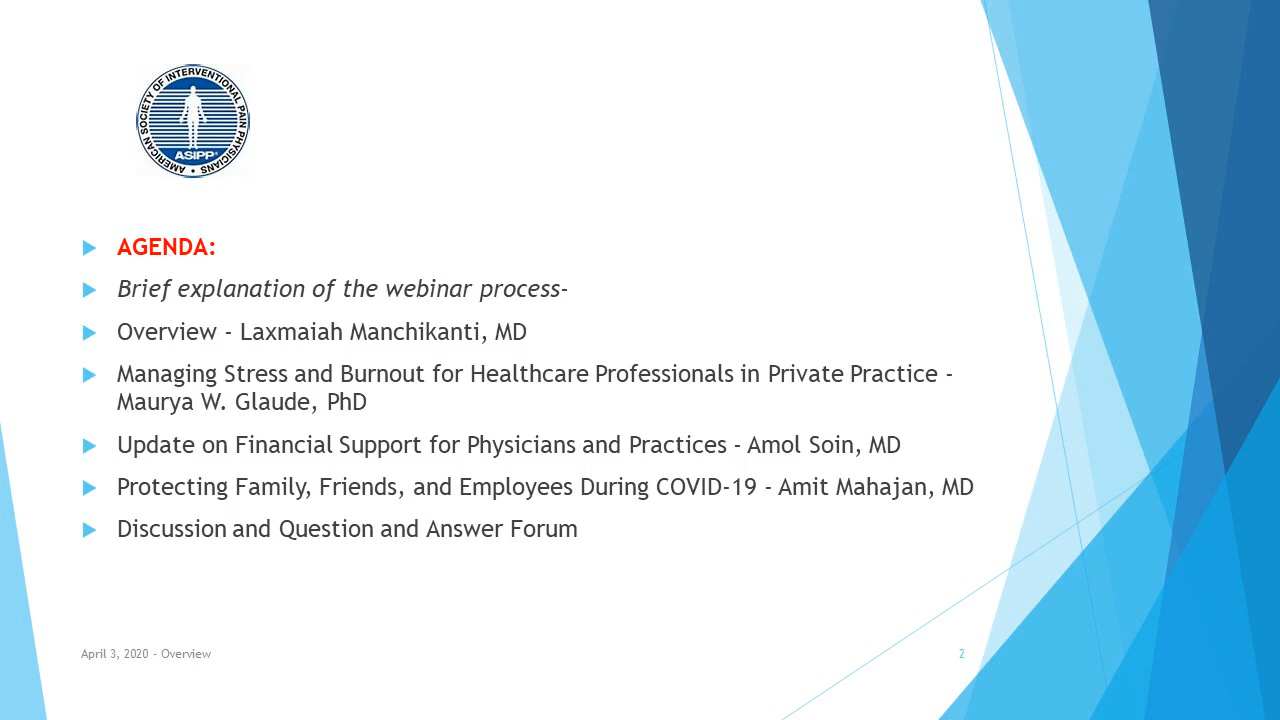 AMERICAN SOCIETY OF INTERVENTIONAL PAIN PHYSICIANS •
ASIPP®
AGENDA:
Brief explanation of the webinar process-
Overview - Laxmaiah Manchikanti, MD
Managing Stress and Burnout for Healthcare Professionals in Private Practice -
Maurya W. Glaude, PhD
Update on Financial Support for Physicians and Practices - Amol Soin, MD
Protecting Family, Friends, and Employees During COVID-19 - Amit Mahajan, MD
Discussion and Question and Answer Forum
April 3, 2020 - Overview
2